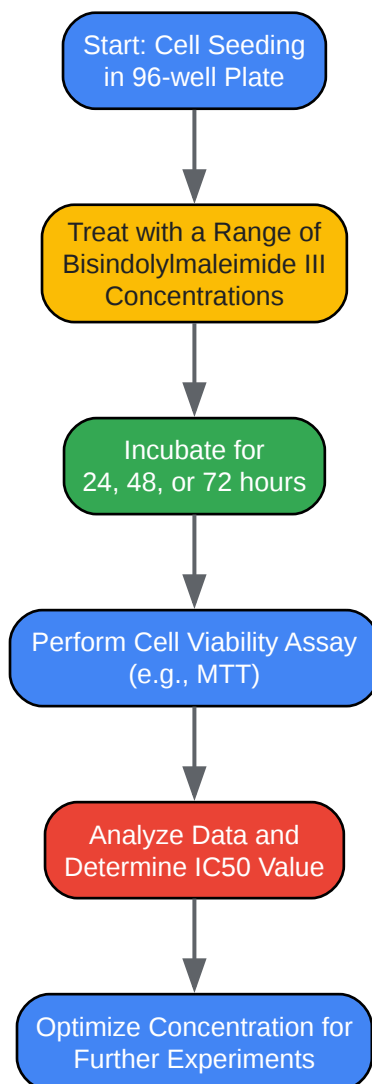 Start: Cell Seeding
in 96-well Plate
Treat with a Range of
Bisindolylmaleimide III
Concentrations
Incubate for
24, 48, or 72 hours
Perform Cell Viability Assay
(e.g., MTT)
Analyze Data and
Determine IC50 Value
Optimize Concentration for
Further Experiments